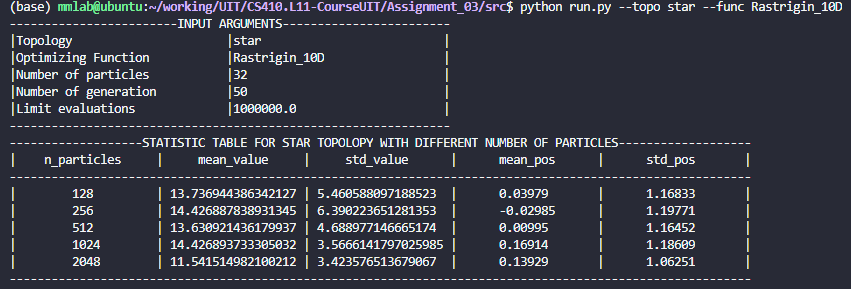 (base) mmlab@ubuntu:~/working/UIT/CS410.L11-CourseUIT/Assignment_03/src$ python run.py --topo star --func Rastrigin_10D
------------------------INPUT ARGUMENTS------------------------
|Topology |star |
|Optimizing Function |Rastrigin_10D |
|Number of particles |32 |
|Number of generation |50 |
|Limit evaluations |1000000.0 |
---------------------------------------------------------------
-------------------STATISTIC TABLE FOR STAR TOPOLOGY WITH DIFFERENT NUMBER OF PARTICLES-------------------
| n_particles | mean_value | std_value | mean_pos | std_pos |
----------------------------------------------------------------------------------------------------------
| 128 | 13.736944386342127 | 5.460588097188523 | 0.03979 | 1.16833 |
| 256 | 14.426887838931345 | 6.390223651281353 | -0.02985 | 1.19771 |
| 512 | 13.630921436179937 | 4.688977146665174 | 0.00995 | 1.16452 |
| 1024 | 14.426893733305032 | 3.5666141797025985 | 0.16914 | 1.18609 |
| 2048 | 11.541514982100212 | 3.423576513679067 | 0.13929 | 1.06251 |
----------------------------------------------------------------------------------------------------------